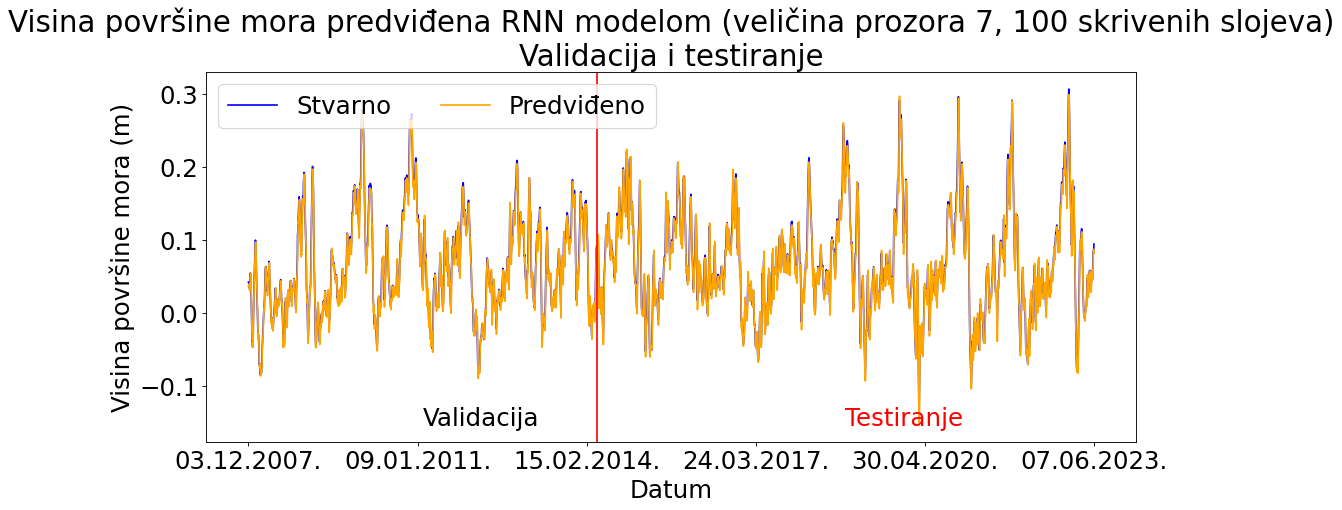 Visina površine mora predviđena RNN modelom (veličina prozora 7, 100 skrivenih slojeva)
Validacija i testiranje
Stvarno
Predviđeno
Visina površine mora (m)
0.3
0.2
0.1
0.0
−0.1
Validacija
Testiranje
03.12.2007.
09.01.2011.
15.02.2014.
24.03.2017.
30.04.2020.
07.06.2023.
Datum